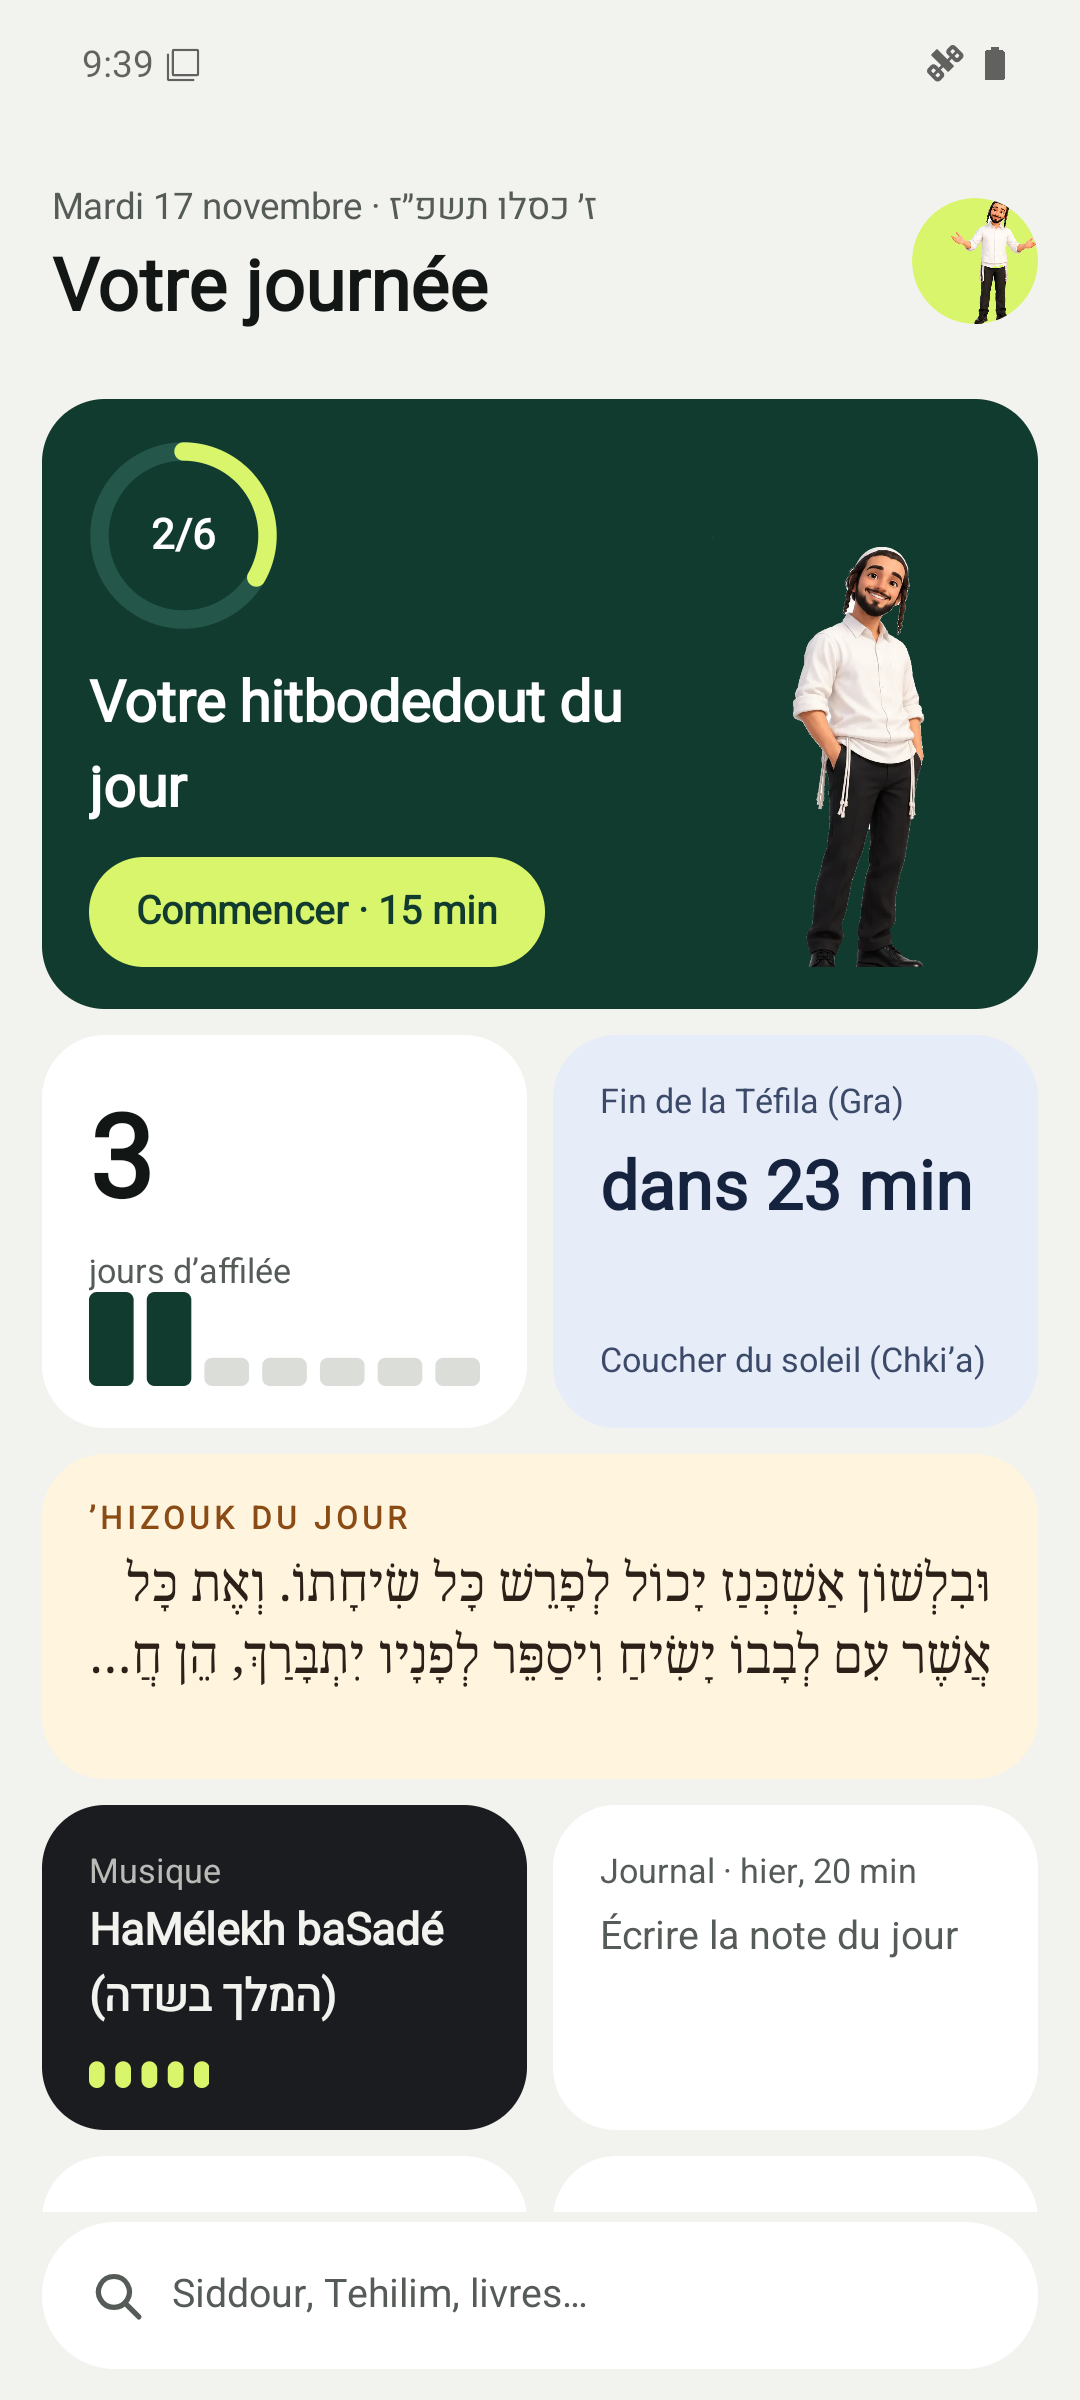 9:39
Mardi 17 novembre · ז׳ כסלו תשפ״ז
Votre journée
2/6
Votre hitbodedout du
jour
Commencer · 15 min
3
jours d’affilée
Fin de la Téfila (Gra)
dans 23 min
Coucher du soleil (Chki’a)
’HIZOUK DU JOUR
וּבִלְשׁוֹן אַשְׁכְּנַז יָכוֹל לְפָרֵשׁ כָּל שִׂיחָתוֹ. וְאֶת כָּל
אֲשֶׁר עִם לְבָבוֹ יָשִׂיחַ וִיסַפֵּר לְפָנָיו יִתְבָּרַךְ, הֵן חֲ...
Musique
HaMélekh baSadé
(המלך בשדה)
Journal · hier, 20 min
Écrire la note du jour
Siddour, Tehilim, livres…